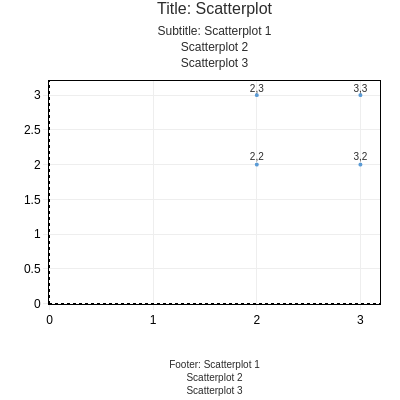 Title: Scatterplot
Subtitle: Scatterplot 1
Scatterplot 2
Scatterplot 3
3
2,3 3,3
2.5
2
2,2 3,2
1.5
1
0.5
0
0 1 2 3
Footer: Scatterplot 1
Scatterplot 2
Scatterplot 3